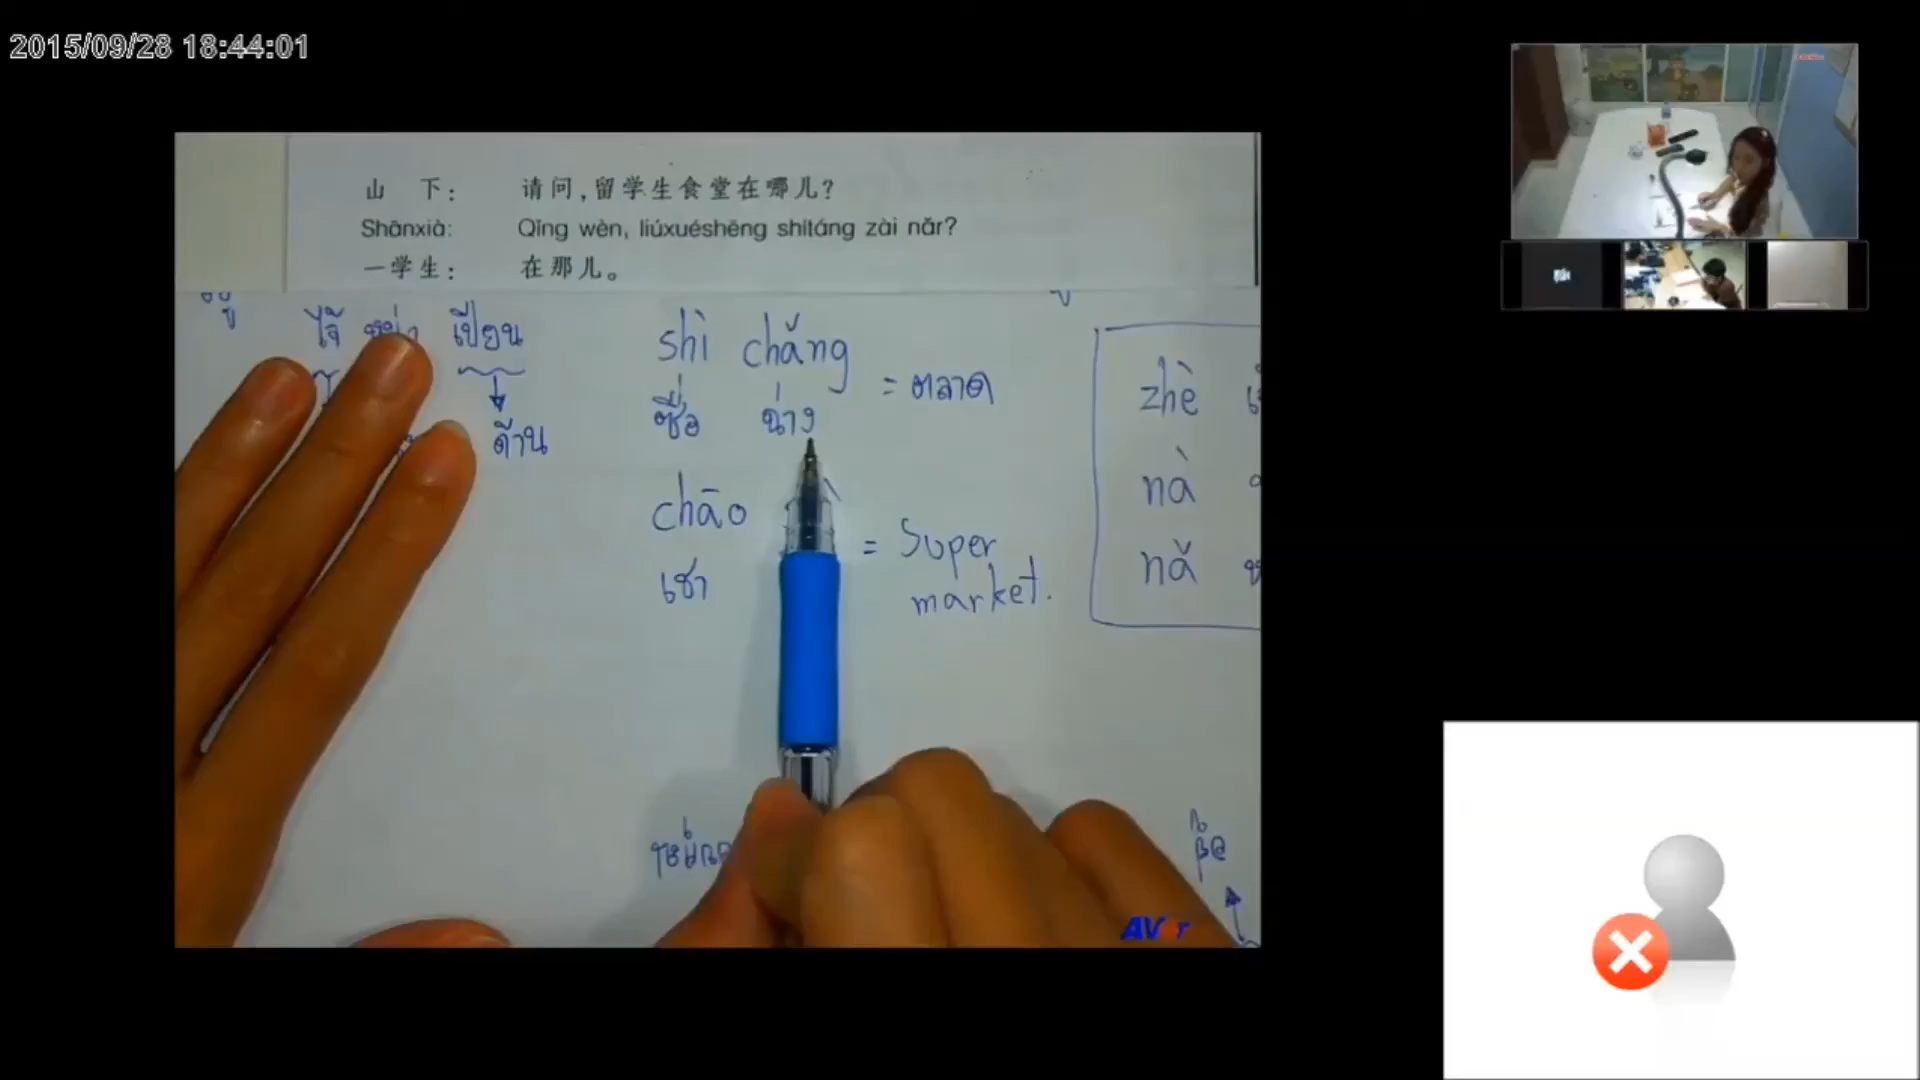 2015/09/28 18:44:01
山 下： 请问，留学生食堂在哪儿？
Shānxià: Qǐng wèn, liúxuéshēng shítáng zài nǎr?
一学生： 在那儿。
ไจ้ เปียน
ด้าน
shì chǎng
ซื่อ ฉ่าง
= ตลาด
chāo
เชา
= Super
market.
zhè
nà
nǎ
AVer